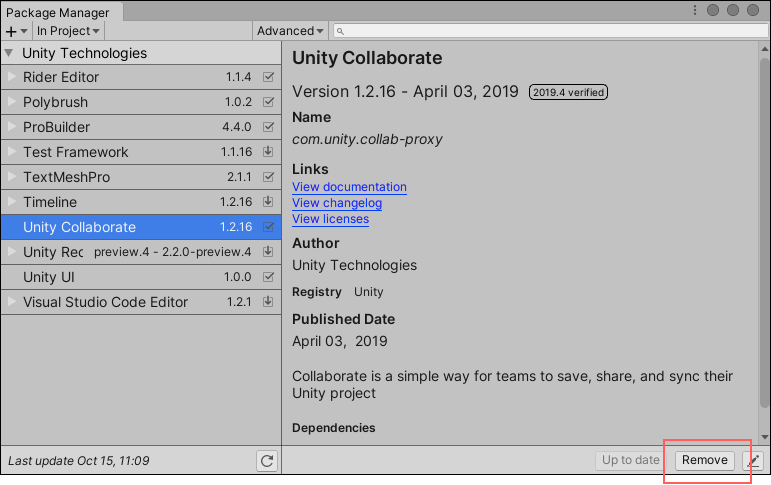 Package Manager
+ In Project Advanced
Unity Technologies
Rider Editor 1.1.4
Polybrush 1.0.2
ProBuilder 4.4.0
Test Framework 1.1.16
TextMeshPro 2.1.1
Timeline 1.2.16
Unity Collaborate 1.2.16
Unity Rec preview.4 - 2.2.0-preview.4
Unity UI 1.0.0
Visual Studio Code Editor 1.2.1
Last update Oct 15, 11:09
Unity Collaborate
Version 1.2.16 - April 03, 2019 2019.4 verified
Name
com.unity.collab-proxy
Links
View documentation
View changelog
View licenses
Author
Unity Technologies
Registry Unity
Published Date
April 03, 2019
Collaborate is a simple way for teams to save, share, and sync their
Unity project
Dependencies
Up to date Remove